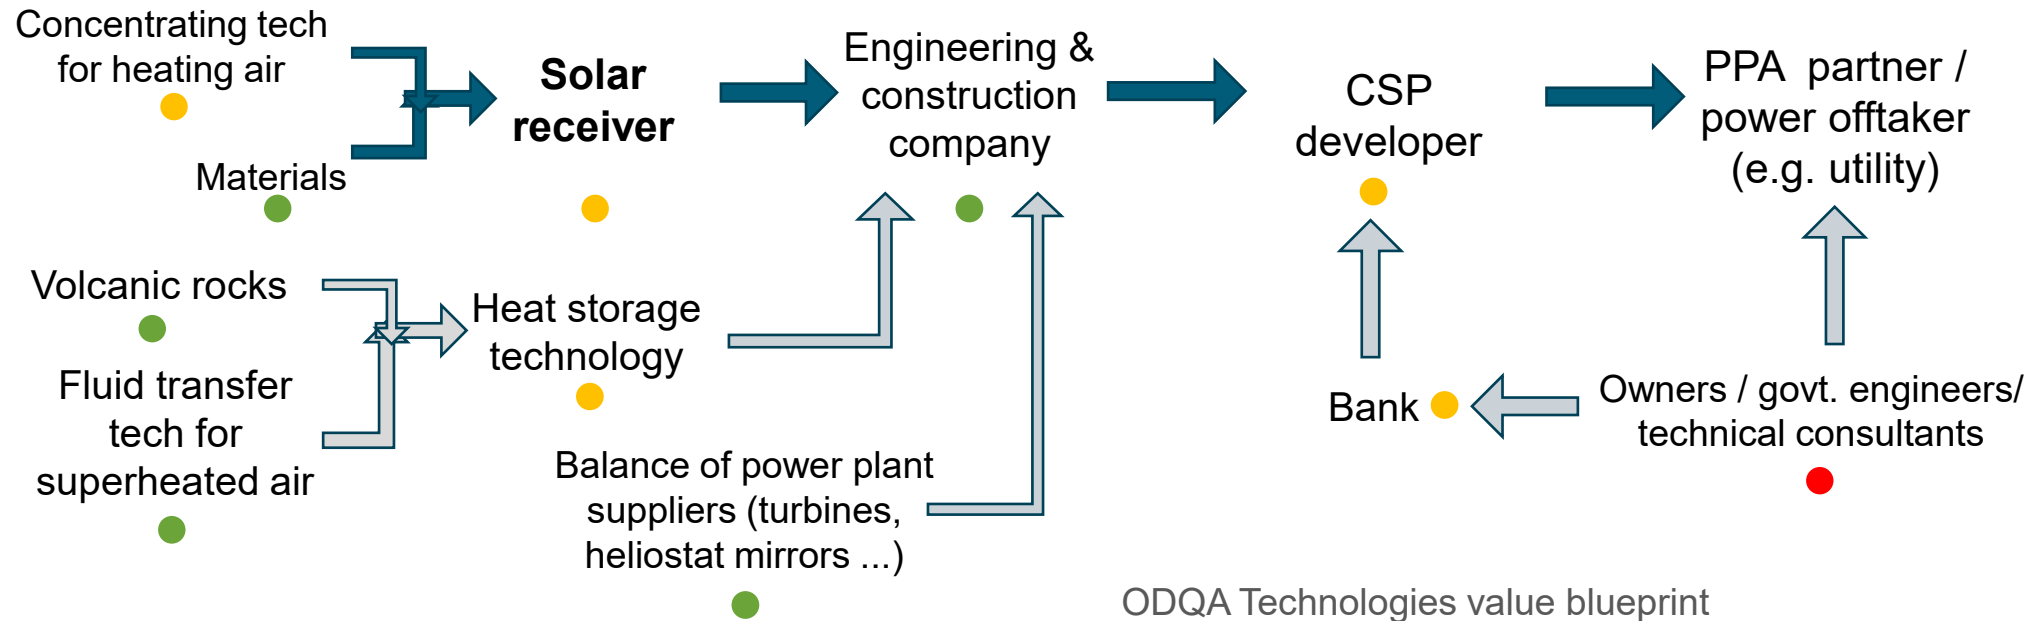 Concentrating tech
for heating air
Materials
Solar
receiver
Engineering &
construction
company
CSP
developer
PPA  partner /
power offtaker
(e.g. utility)
Volcanic rocks
Fluid transfer
tech for
superheated air
Heat storage
technology
Balance of power plant
suppliers (turbines,
heliostat mirrors ...)
Bank
Owners / govt. engineers/
technical consultants
ODQA Technologies value blueprint